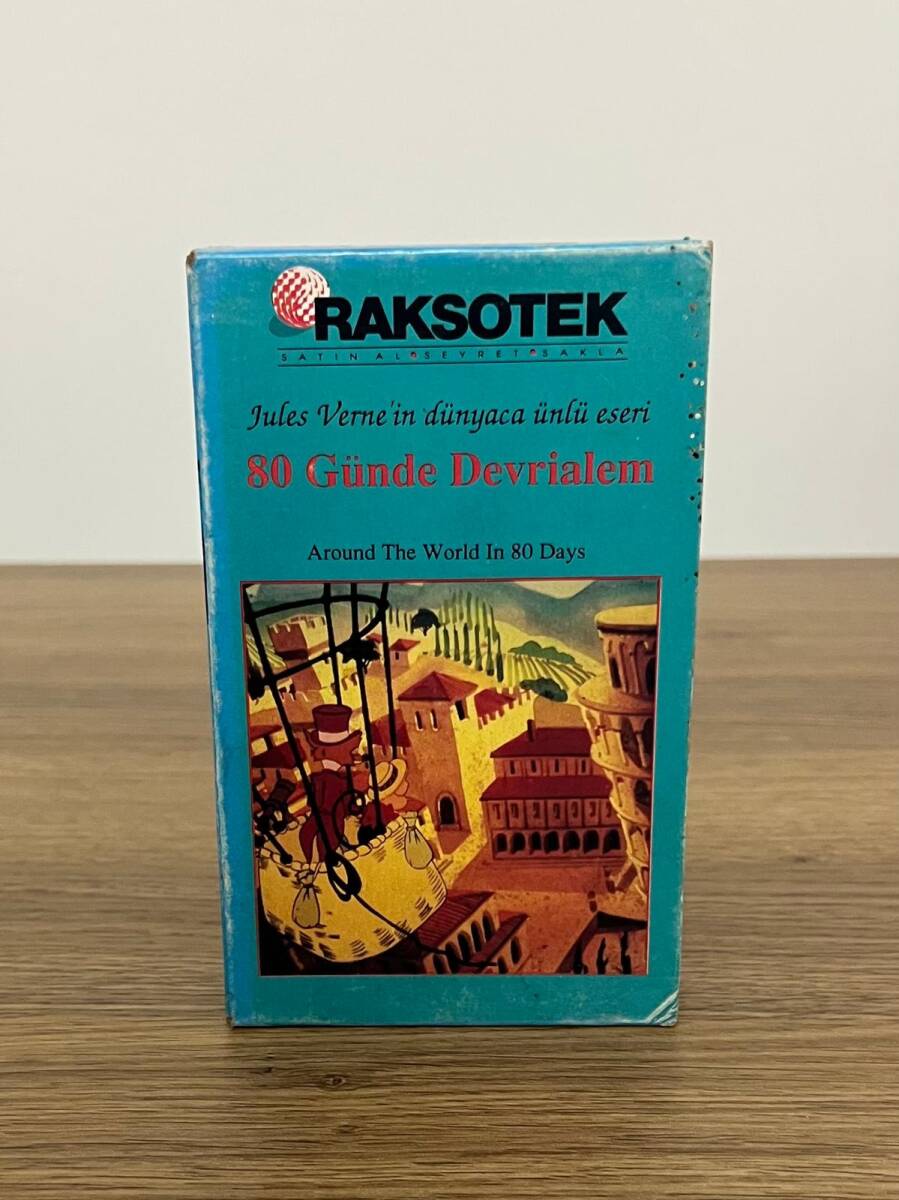 RAKSOTEK
SATIN AL•SEYRET•SAKLA
Jules Verne'in dünyaca ünlü eseri
80 Günde Devrialem
Around The World In 80 Days